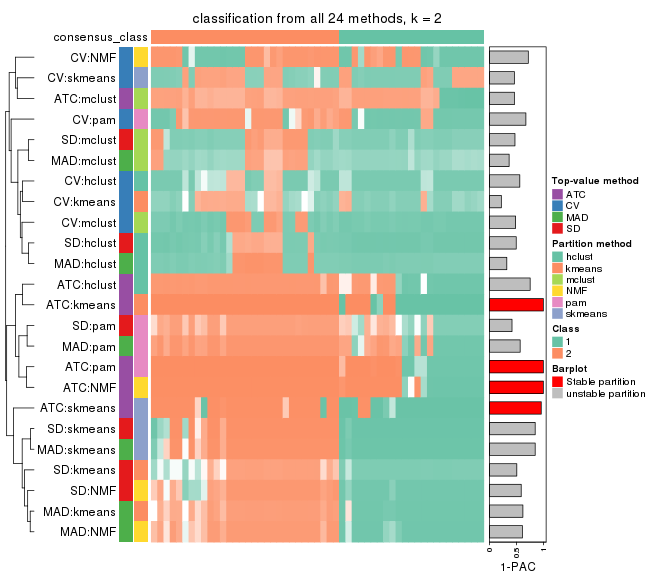 classification from all 24 methods, k = 2
consensus_class
CV:NMF
CV:skmeans
ATC:mclust
CV:pam
SD:mclust
MAD:mclust
CV:hclust
CV:kmeans
CV:mclust
SD:hclust
MAD:hclust
ATC:hclust
ATC:kmeans
SD:pam
MAD:pam
ATC:pam
ATC:NMF
ATC:skmeans
SD:skmeans
MAD:skmeans
SD:kmeans
SD:NMF
MAD:kmeans
MAD:NMF
0
0.5
1
1-PAC
Top-value method
ATC
CV
MAD
SD
Partition method
hclust
kmeans
mclust
NMF
pam
skmeans
Class
1
2
Barplot
Stable partition
unstable partition